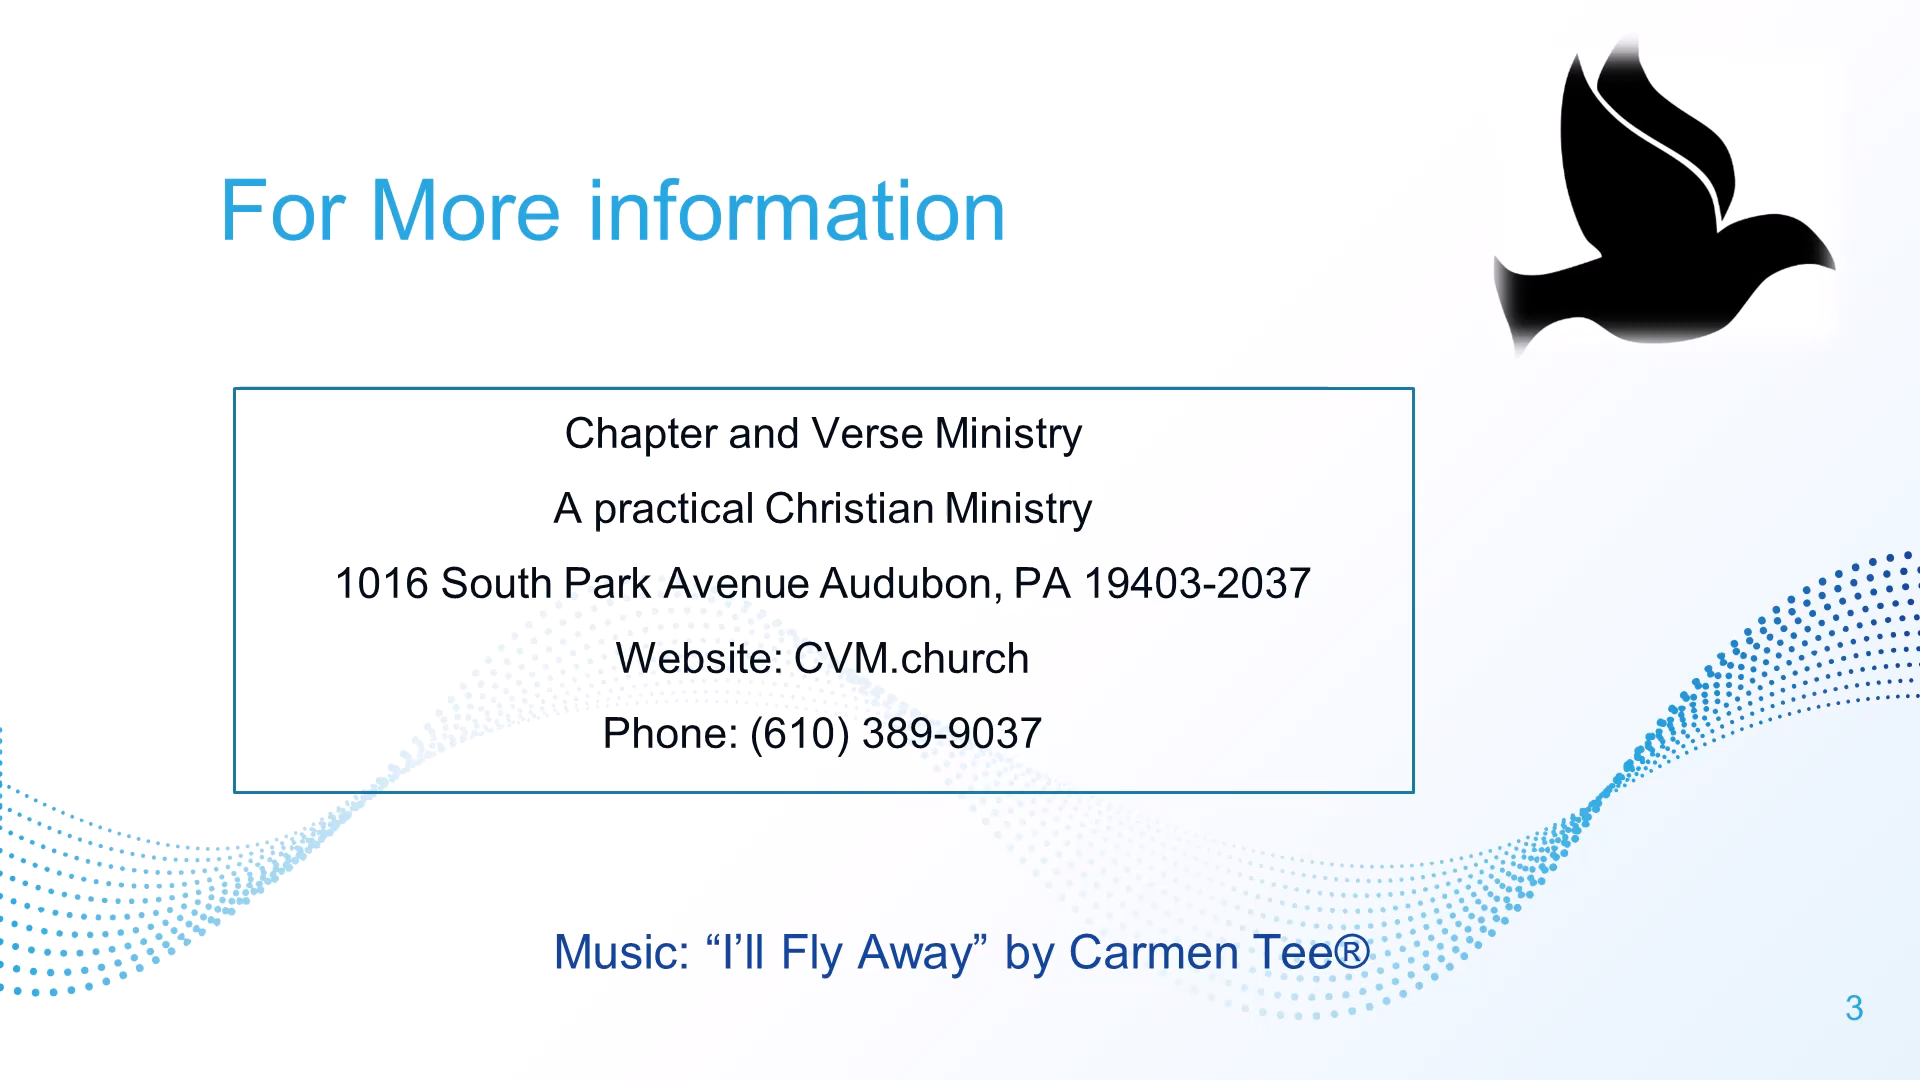 For More information
Chapter and Verse Ministry
A practical Christian Ministry
1016 South Park Avenue Audubon, PA 19403-2037
Website: CVM.church
Phone: (610) 389-9037
Music: “I’ll Fly Away” by Carmen Tee®
3